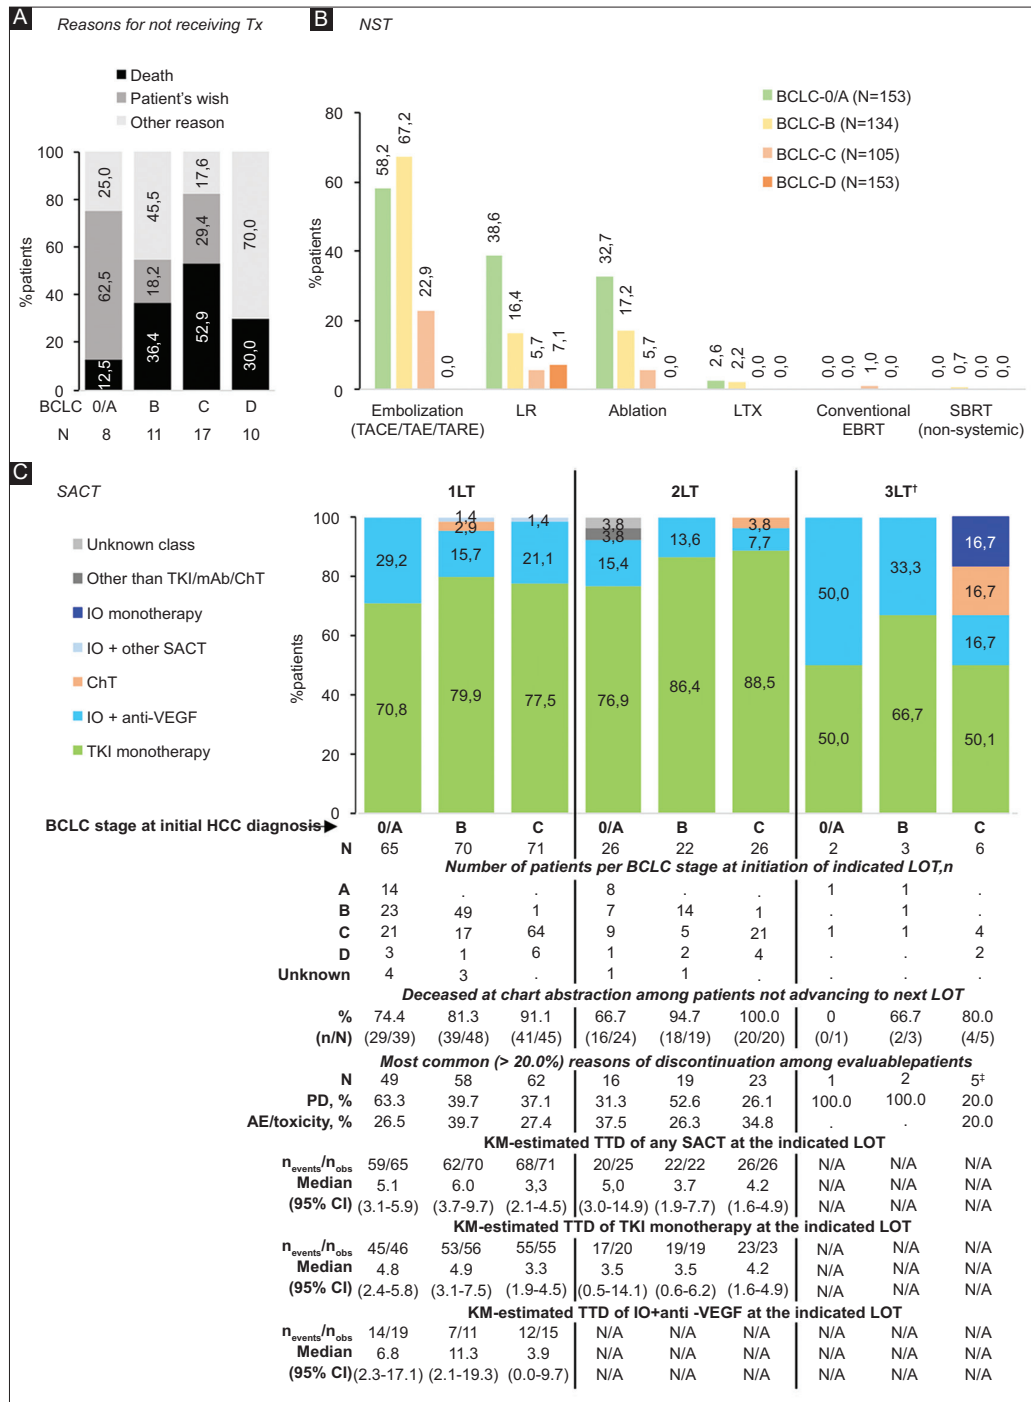 A Reasons for not receiving Tx
Death
Patient's wish
Other reason
%patients
100
80
60
40
20
0
25,0
62,5
12,5
45,5
18,2
36,4
17,6
29,4
52,9
70,0
30,0
BCLC 0/A B C D
N 8 11 17 10
B NST
BCLC-0/A (N=153)
BCLC-B (N=134)
BCLC-C (N=105)
BCLC-D (N=153)
%patients
80
60
40
20
0
58,2 67,2 22,9 0,0
38,6 16,4 5,7 7,1
32,7 17,2 5,7 0,0
2,6 2,2 0,0 0,0
0,0 0,0 1,0 0,0
0,0 0,7 0,0 0,0
Embolization LR Ablation LTX Conventional SBRT
(TACE/TAE/TARE) EBRT (non-systemic)
C SACT
1LT 2LT 3LT†
Unknown class
Other than TKI/mAb/ChT
IO monotherapy
IO + other SACT
ChT
IO + anti-VEGF
TKI monotherapy
%patients
100
80
60
40
20
0
29,2
70,8
1,4
2,9
15,7
79,9
1,4
21,1
77,5
3,8
3,8
15,4
76,9
13,6
86,4
3,8
7,7
88,5
50,0
50,0
33,3
66,7
16,7
16,7
16,7
50,1
BCLC stage at initial HCC diagnosis 0/A B C 0/A B C 0/A B C
N 65 70 71 26 22 26 2 3 6
Number of patients per BCLC stage at initiation of indicated LOT,n
A 14 . . 8 . . 1 1 .
B 23 49 1 7 14 1 . 1 .
C 21 17 64 9 5 21 1 1 4
D 3 1 6 1 2 4 . . 2
Unknown 4 3 . 1 1 . . . .
Deceased at chart abstraction among patients not advancing to next LOT
% 74.4 81.3 91.1 66.7 94.7 100.0 0 66.7 80.0
(n/N) (29/39) (39/48) (41/45) (16/24) (18/19) (20/20) (0/1) (2/3) (4/5)
Most common (> 20.0%) reasons of discontinuation among evaluablepatients
N 49 58 62 16 19 23 1 2 5‡
PD, % 63.3 39.7 37.1 31.3 52.6 26.1 100.0 100.0 20.0
AE/toxicity, % 26.5 39.7 27.4 37.5 26.3 34.8 . . 20.0
KM-estimated TTD of any SACT at the indicated LOT
nevents/nobs 59/65 62/70 68/71 20/25 22/22 26/26 N/A N/A N/A
Median 5.1 6.0 3,3 5,0 3.7 4.2 N/A N/A N/A
(95% CI) (3.1-5.9) (3.7-9.7) (2.1-4.5) (3.0-14.9) (1.9-7.7) (1.6-4.9) N/A N/A N/A
KM-estimated TTD of TKI monotherapy at the indicated LOT
nevents/nobs 45/46 53/56 55/55 17/20 19/19 23/23 N/A N/A N/A
Median 4.8 4.9 3.3 3.5 3.5 4.2 N/A N/A N/A
(95% CI) (2.4-5.8) (3.1-7.5) (1.9-4.5) (0.5-14.1) (0.6-6.2) (1.6-4.9) N/A N/A N/A
KM-estimated TTD of IO+anti -VEGF at the indicated LOT
nevents/nobs 14/19 7/11 12/15 N/A N/A N/A N/A N/A N/A
Median 6.8 11.3 3.9 N/A N/A N/A N/A N/A N/A
(95% CI) (2.3-17.1) (2.1-19.3) (0.0-9.7) N/A N/A N/A N/A N/A N/A